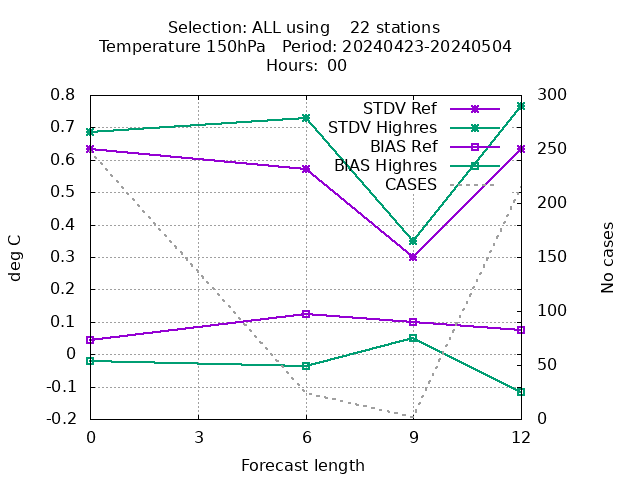 Selection: ALL using    22 stations
Temperature 150hPa   Period: 20240423-20240504
Hours: 00
0.8
0.7
0.6
0.5
0.4
0.3
0.2
0.1
0
-0.1
-0.2
deg C
STDV Ref
STDV Highres
BIAS Ref
BIAS Highres
CASES
300
250
200
150
100
50
0
No cases
0 3 6 9 12
Forecast length